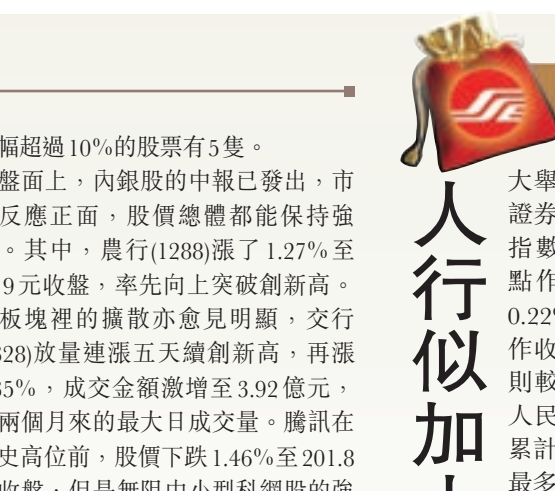 幅超過10%的股票有5隻。
盤面上，內銀股的中報已發出，市
反應正面，股價總體都能保持強
。其中，農行(1288)漲了1.27%至
9元收盤，率先向上突破創新高。
板塊裡的擴散亦愈見明顯，交行
328)放量連漲五天續創新高，再漲
35%，成交金額激增至3.92億元，
兩個月來的最大日成交量。騰訊在
史高位前，股價下跌1.46%至201.8
收盤，但是無阻中小型科網股的強
人行似加
大舉
證券
指數
點作
0.22%
作收
則較
人民
累計
最多